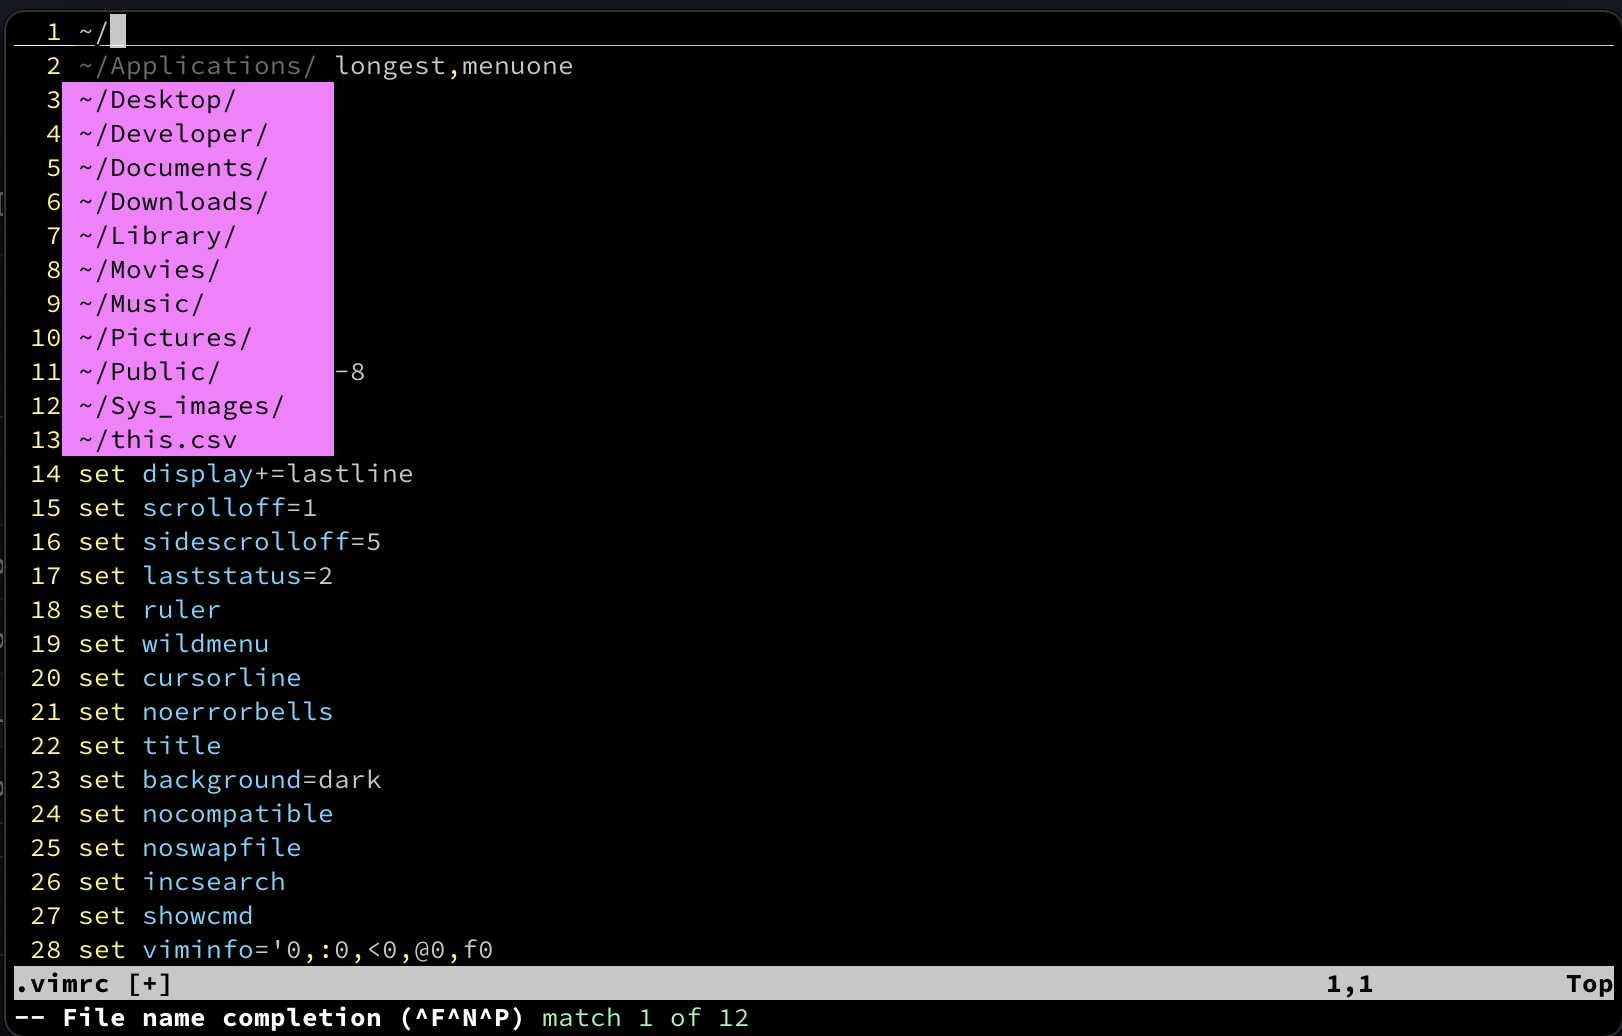 1 ~/
2 ~/Applications/ longest,menuone
3 ~/Desktop/
4 ~/Developer/
5 ~/Documents/
6 ~/Downloads/
7 ~/Library/
8 ~/Movies/
9 ~/Music/
10 ~/Pictures/
11 ~/Public/ -8
12 ~/Sys_images/
13 ~/this.csv
14 set display+=lastline
15 set scrolloff=1
16 set sidescrolloff=5
17 set laststatus=2
18 set ruler
19 set wildmenu
20 set cursorline
21 set noerrorbells
22 set title
23 set background=dark
24 set nocompatible
25 set noswapfile
26 set incsearch
27 set showcmd
28 set viminfo='0,:0,<0,@0,f0
.vimrc [+] 1,1 Top
-- File name completion (^F^N^P) match 1 of 12